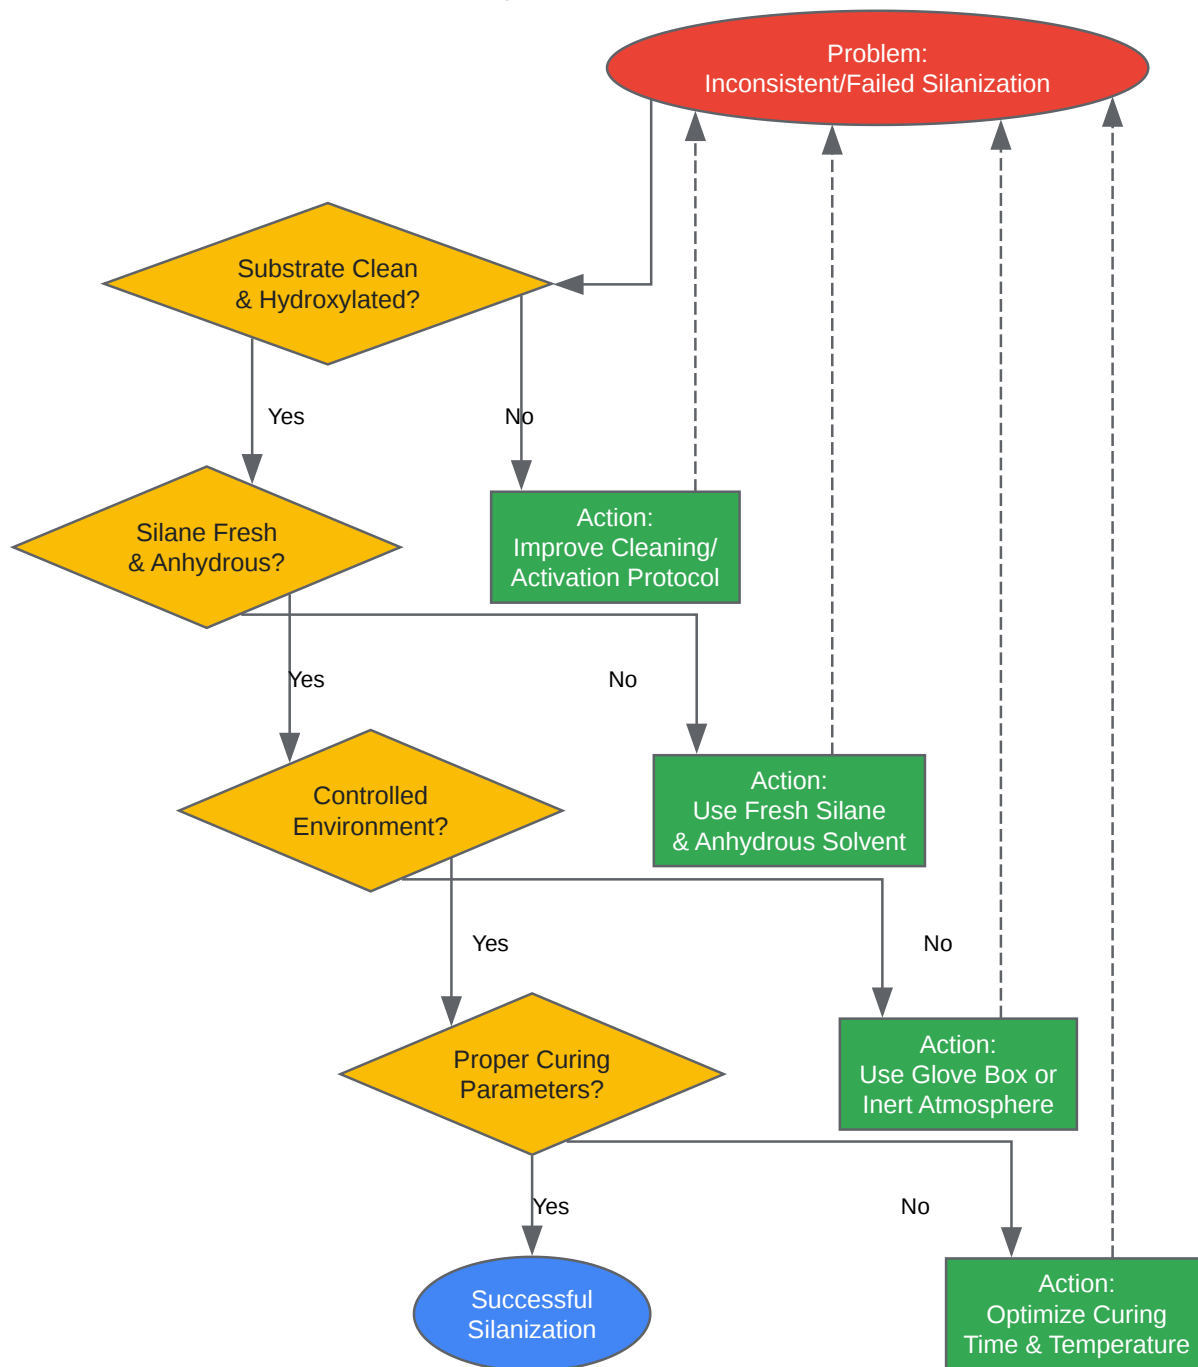 Problem:
Inconsistent/Failed Silanization
Substrate Clean
& Hydroxylated?
Yes
No
Silane Fresh
& Anhydrous?
Action:
Improve Cleaning/
Activation Protocol
Yes
No
Controlled
Environment?
Action:
Use Fresh Silane
& Anhydrous Solvent
Yes
No
Proper Curing
Parameters?
Action:
Use Glove Box or
Inert Atmosphere
Yes
No
Successful
Silanization
Action:
Optimize Curing
Time & Temperature